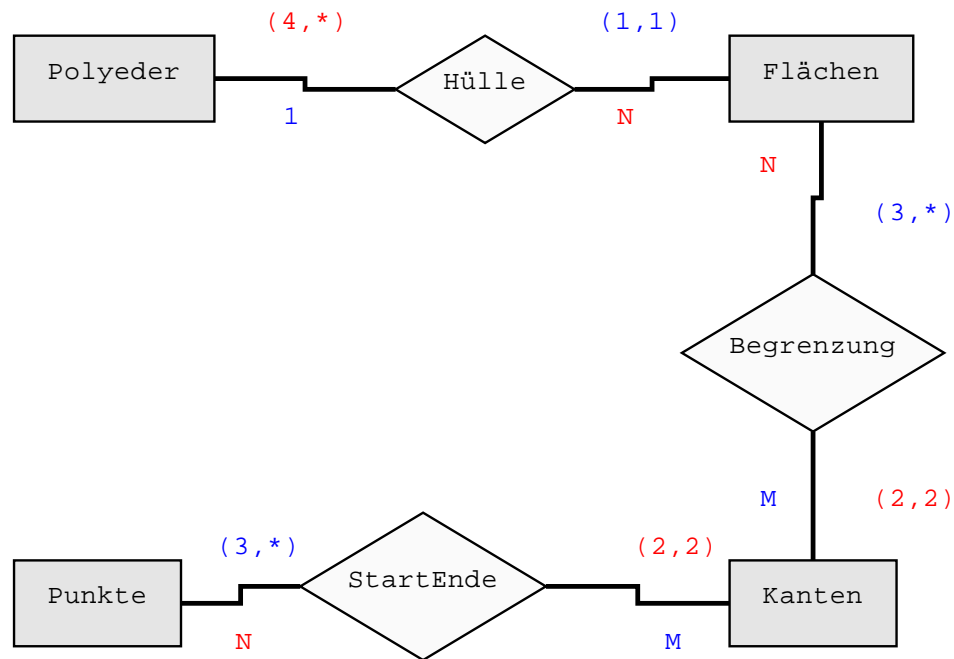 (4,*) (1,1)
Polyeder Hülle Flächen
1 N
N
(3,*)
Begrenzung
M (2,2)
(3,*) (2,2)
Punkte StartEnde Kanten
N M